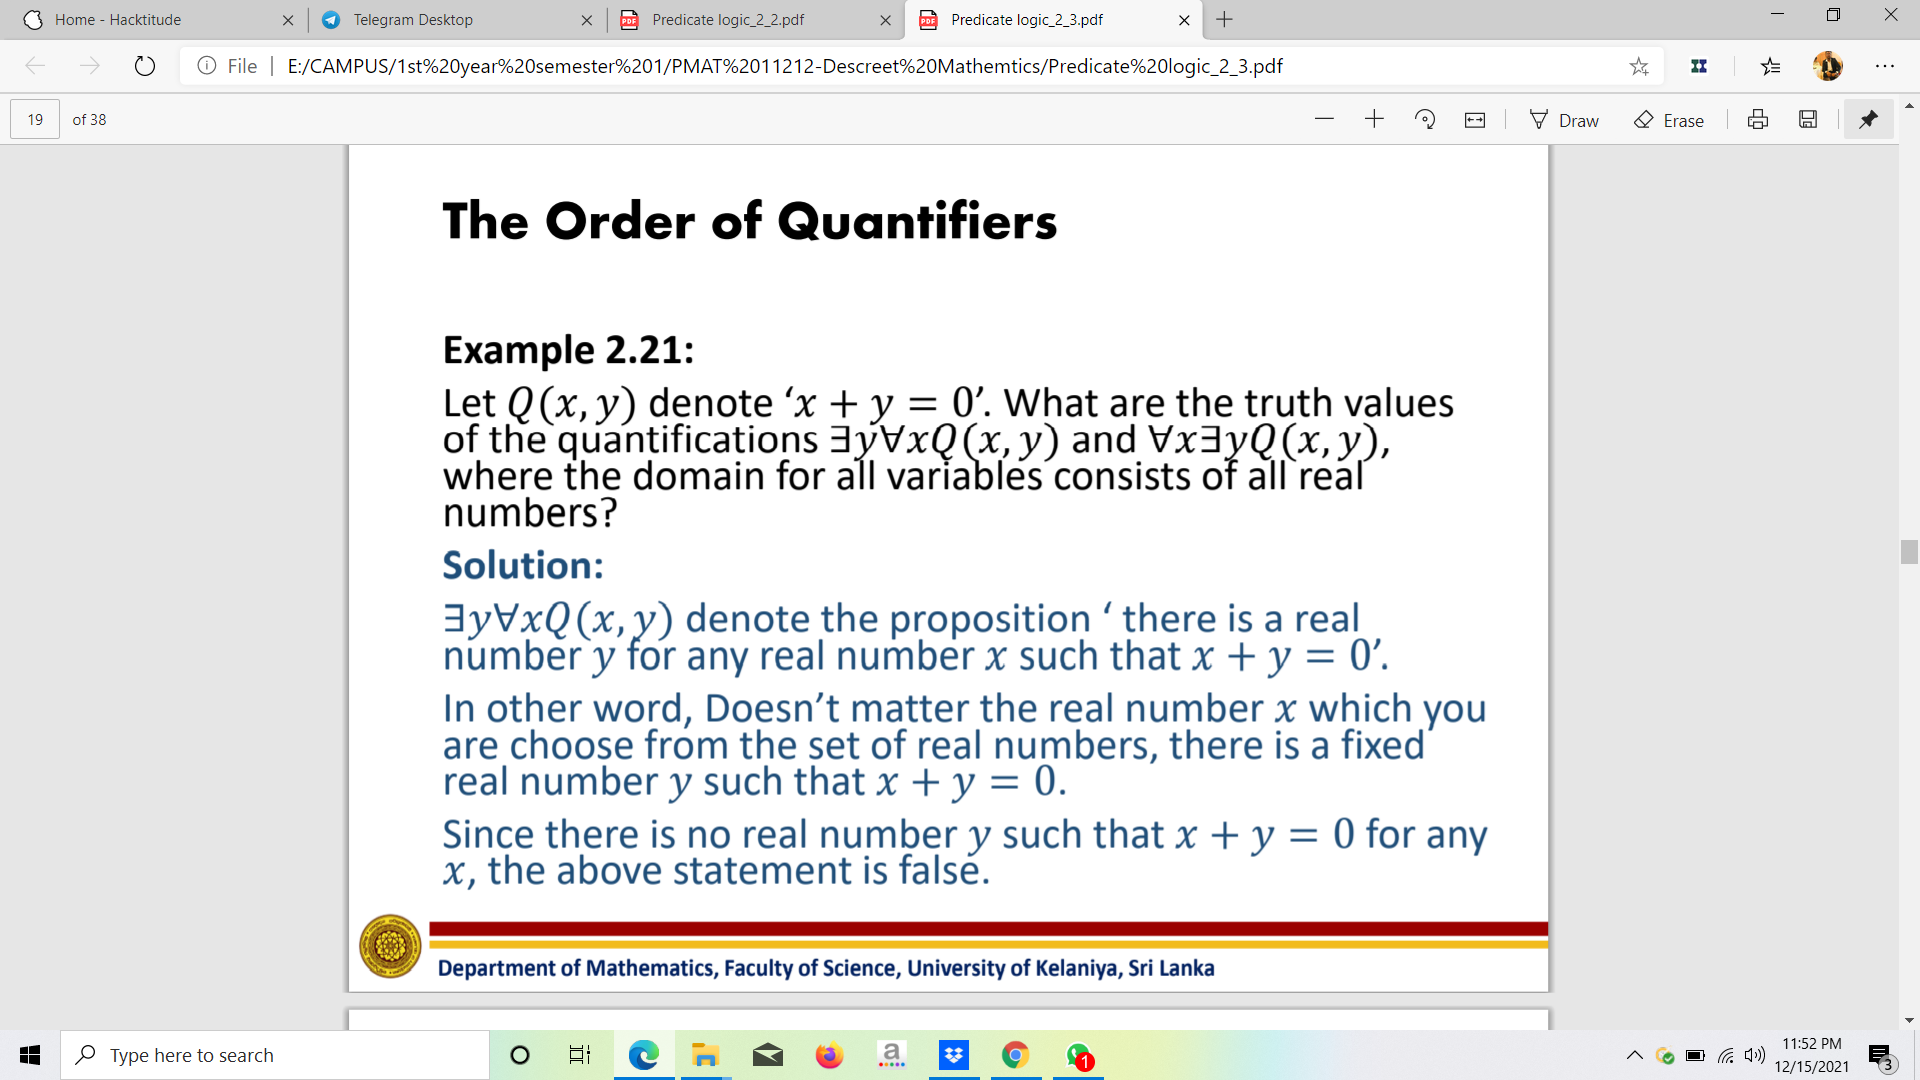 Home - Hacktitude
Telegram Desktop
Predicate logic_2_2.pdf
Predicate logic_2_3.pdf
File | E:/CAMPUS/1st%20year%20semester%201/PMAT%2011212-Descreet%20Mathemtics/Predicate%20logic_2_3.pdf
19 of 38
Draw
Erase
The Order of Quantifiers
Example 2.21:
Let Q(x, y) denote ‘x + y = 0’. What are the truth values
of the quantifications ∃y∀xQ(x, y) and ∀x∃yQ(x, y),
where the domain for all variables consists of all real
numbers?
Solution:
∃y∀xQ(x, y) denote the proposition ‘ there is a real
number y for any real number x such that x + y = 0’.
In other word, Doesn’t matter the real number x which you
are choose from the set of real numbers, there is a fixed
real number y such that x + y = 0.
Since there is no real number y such that x + y = 0 for any
x, the above statement is false.
Department of Mathematics, Faculty of Science, University of Kelaniya, Sri Lanka
Type here to search
a
1
11:52 PM
12/15/2021
3